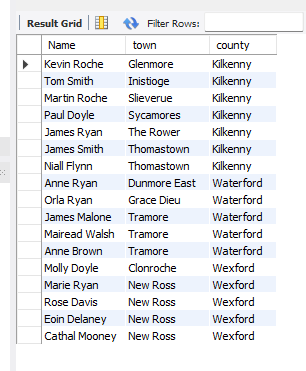 Result Grid Filter Rows:
Name town county
Kevin Roche Glenmore Kilkenny
Tom Smith Inistioge Kilkenny
Martin Roche Slieverue Kilkenny
Paul Doyle Sycamores Kilkenny
James Ryan The Rower Kilkenny
James Smith Thomastown Kilkenny
Niall Flynn Thomastown Kilkenny
Anne Ryan Dunmore East Waterford
Orla Ryan Grace Dieu Waterford
James Malone Tramore Waterford
Mairead Walsh Tramore Waterford
Anne Brown Tramore Waterford
Molly Doyle Clonroche Wexford
Marie Ryan New Ross Wexford
Rose Davis New Ross Wexford
Eoin Delaney New Ross Wexford
Cathal Mooney New Ross Wexford